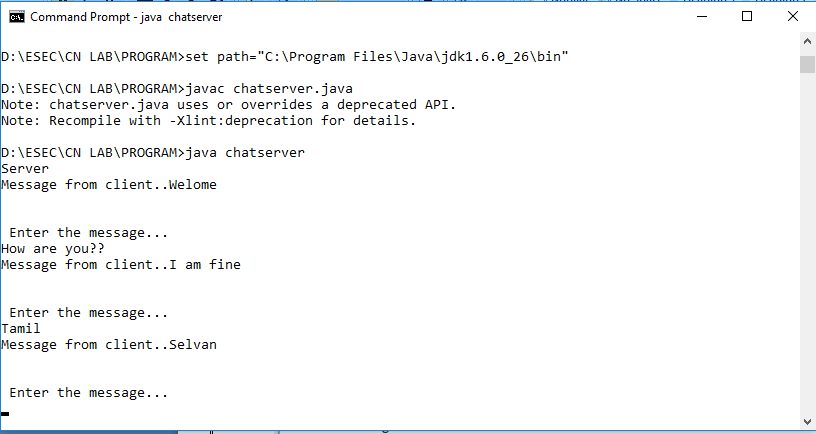 Command Prompt - java  chatserver
D:\ESEC\CN LAB\PROGRAM>set path="C:\Program Files\Java\jdk1.6.0_26\bin"
D:\ESEC\CN LAB\PROGRAM>javac chatserver.java
Note: chatserver.java uses or overrides a deprecated API.
Note: Recompile with -Xlint:deprecation for details.
D:\ESEC\CN LAB\PROGRAM>java chatserver
Server
Message from client..Welome
Enter the message...
How are you??
Message from client..I am fine
Enter the message...
Tamil
Message from client..Selvan
Enter the message...